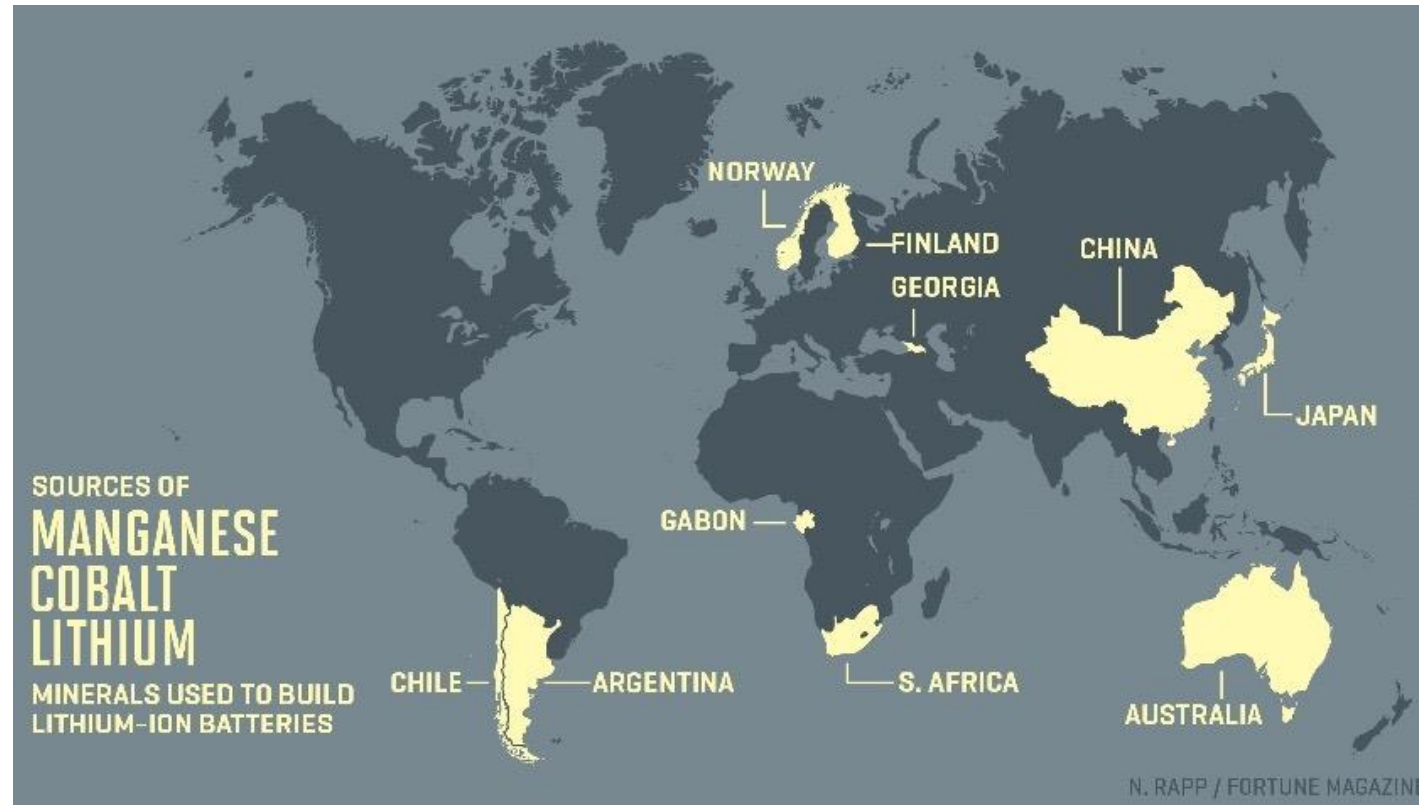 NORWAY
FINLAND
GEORGIA
CHINA
JAPAN
GABON
SOURCES OF
MANGANESE
COBALT
LITHIUM
MINERALS USED TO BUILD
LITHIUM-ION BATTERIES
CHILE
ARGENTINA
S. AFRICA
AUSTRALIA
N. RAPP / FORTUNE MAGAZINE